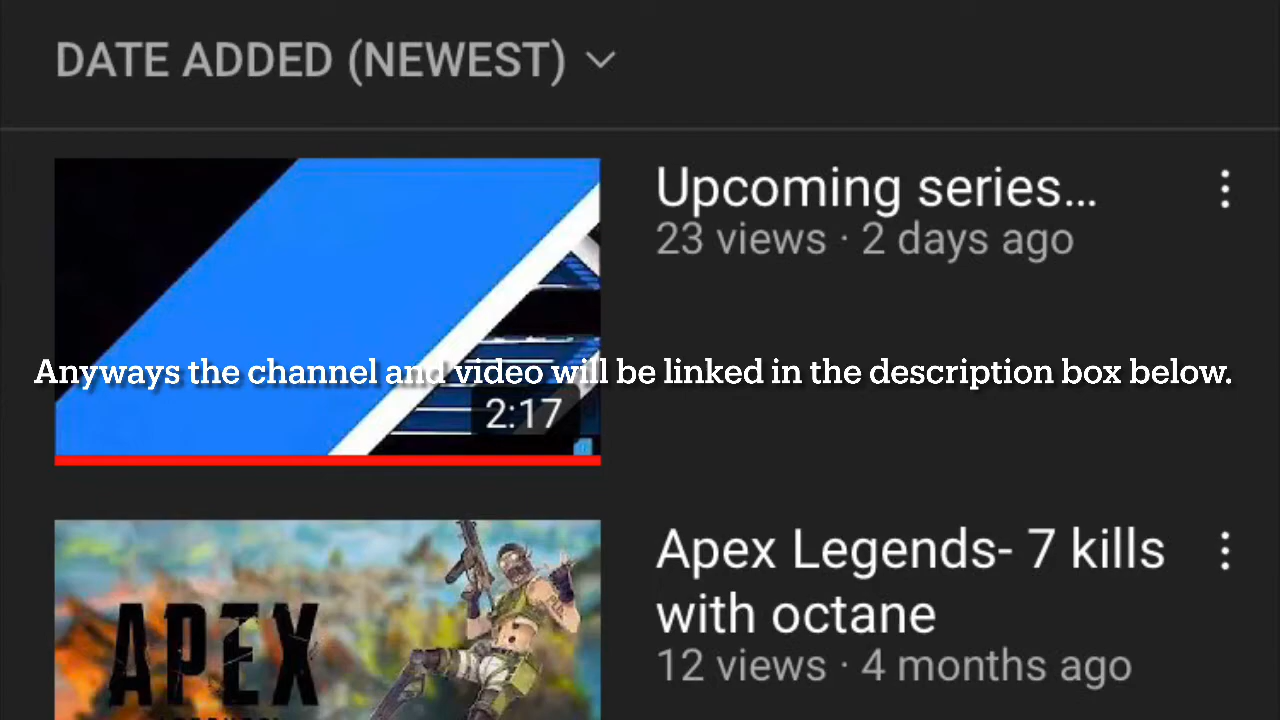 DATE ADDED (NEWEST)
Upcoming series...
23 views · 2 days ago
Anyways the channel and video will be linked in the description box below.
2:17
Apex Legends- 7 kills
with octane
12 views · 4 months ago
APEX